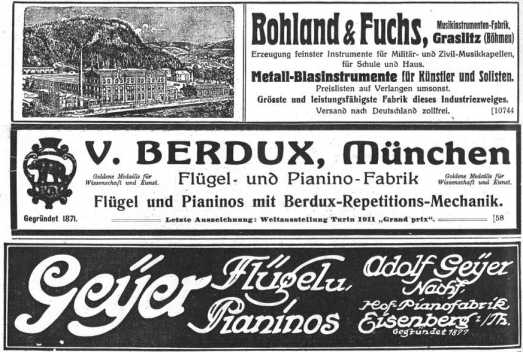 Bohland & Fuchs,
Musikinstrumenten-Fabrik,
Graslitz (Böhmen)
Erzeugung feinster Instrumente für Militär- und Zivil-Musikkapellen,
für Schule und Haus.
Metall-Blasinstrumente für Künstler und Solisten.
Preislisten auf Verlangen umsonst.
Grösste und leistungsfähigste Fabrik dieses Industriezweiges.
Versand nach Deutschland zollfrei. [10744
V. BERDUX, München
Goldene Medaille für
Wissenschaft und Kunst.
Flügel- und Pianino-Fabrik
Goldene Medaille für
Wissenschaft und Kunst.
Flügel und Pianinos mit Berdux-Repetitions-Mechanik.
Gegründet 1871.
Letzte Auszeichnung: Weltausstellung Turin 1911 „Grand prix“. [58
Geÿer
Flügel u.
Pianinos
Adolf Geÿer
Nachf.
Hof-Pianofabrik
Eisenberg i/Th.
Gegründet 1877